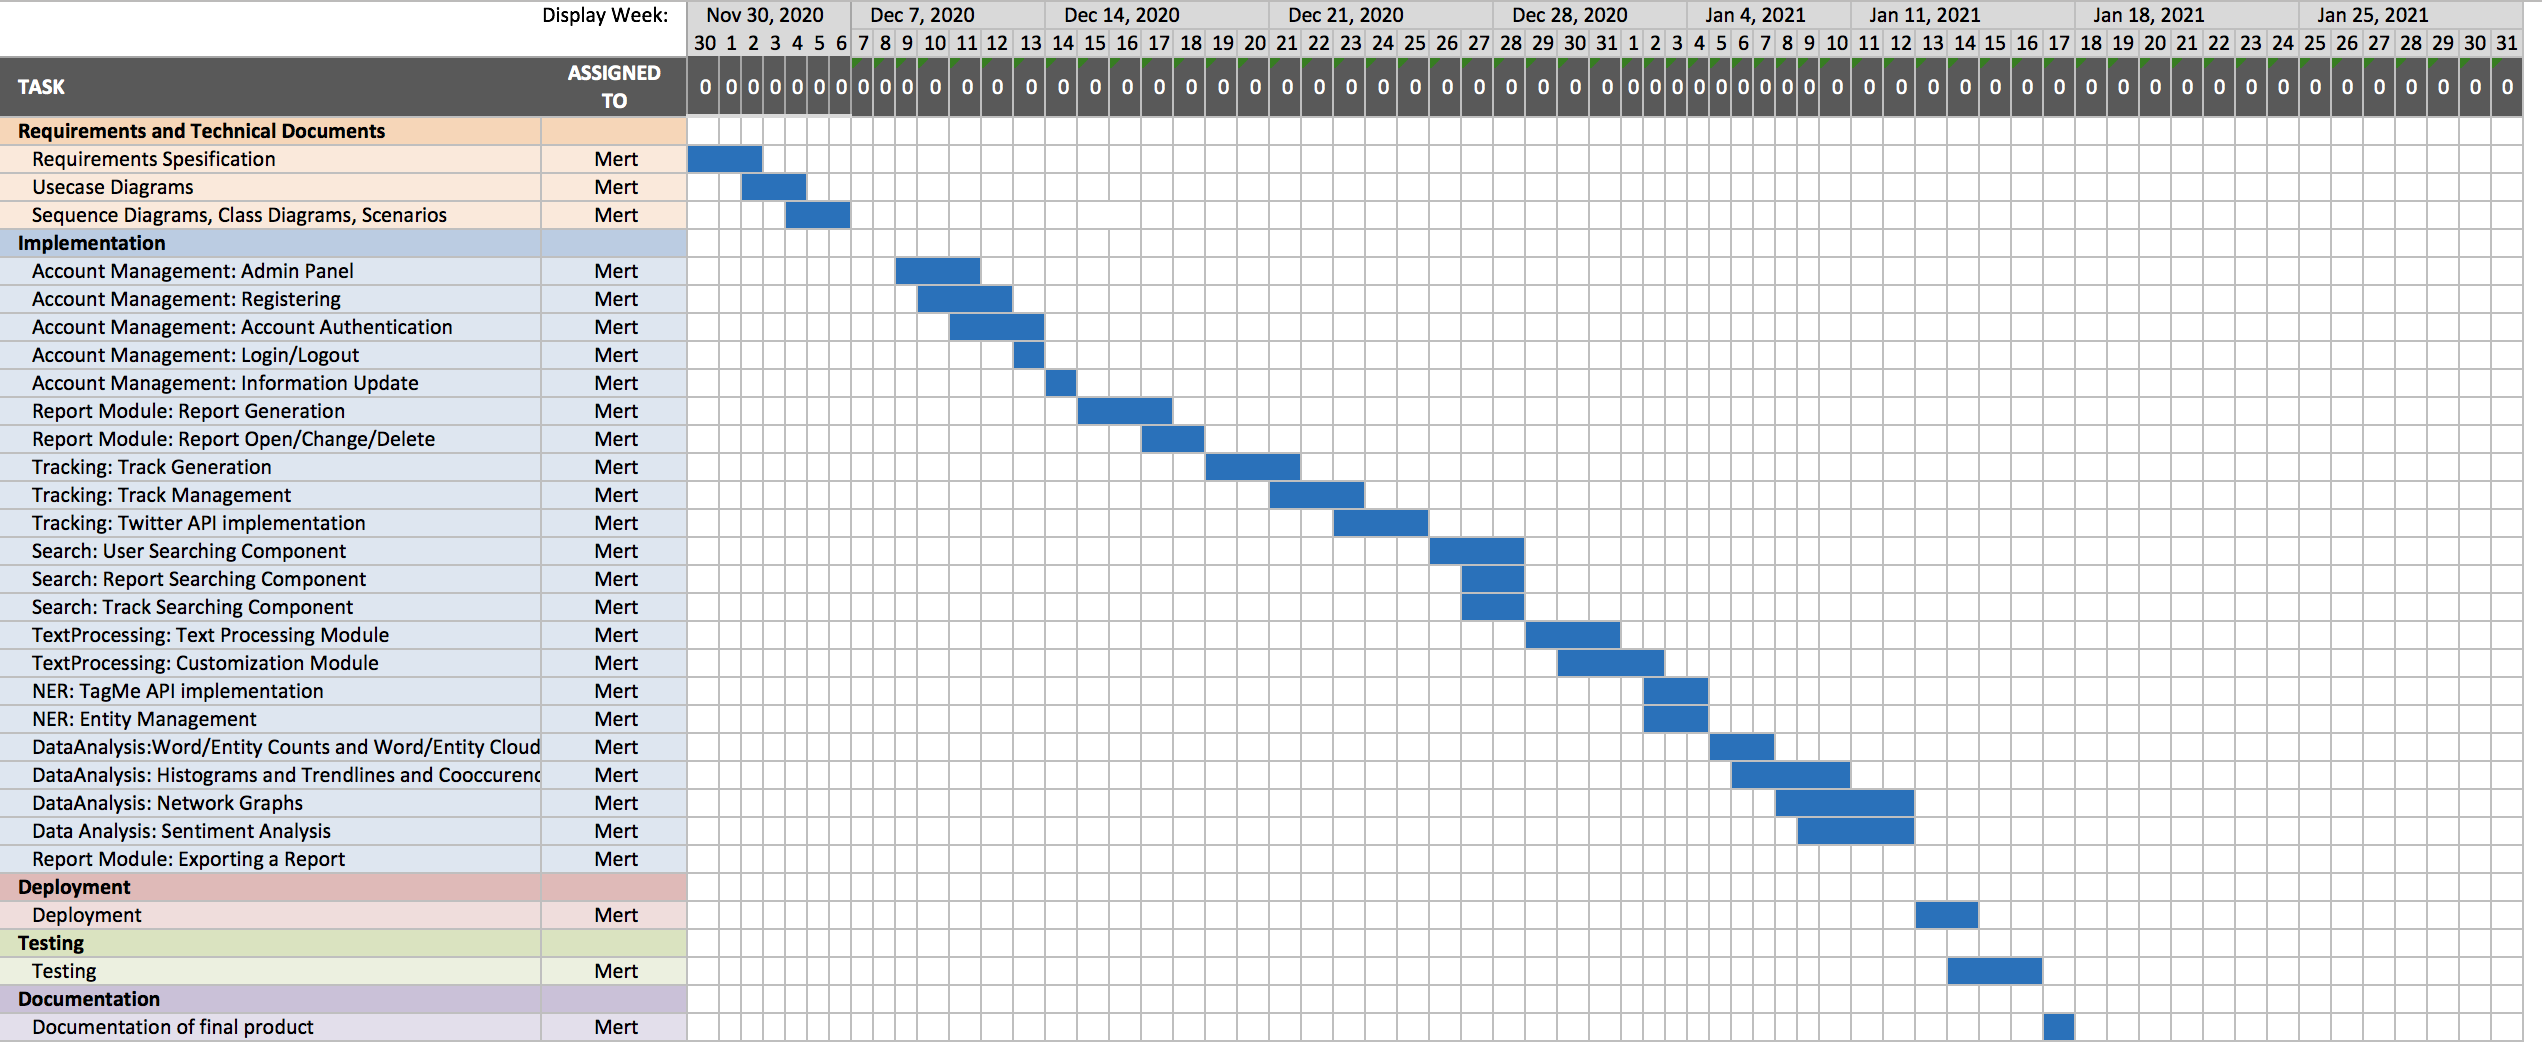 Display Week: Nov 30, 2020 Dec 7, 2020 Dec 14, 2020 Dec 21, 2020 Dec 28, 2020 Jan 4, 2021 Jan 11, 2021 Jan 18, 2021 Jan 25, 2021
30 1 2 3 4 5 6 7 8 9 10 11 12 13 14 15 16 17 18 19 20 21 22 23 24 25 26 27 28 29 30 31 1 2 3 4 5 6 7 8 9 10 11 12 13 14 15 16 17 18 19 20 21 22 23 24 25 26 27 28 29 30 31
TASK ASSIGNED TO 0 0 0 0 0 0 0 0 0 0 0 0 0 0 0 0 0 0 0 0 0 0 0 0 0 0 0 0 0 0 0 0 0 0 0 0 0 0 0 0 0 0 0 0 0 0 0 0 0 0 0 0 0 0 0 0 0 0 0 0 0 0 0
Requirements and Technical Documents
Requirements Spesification Mert
Usecase Diagrams Mert
Sequence Diagrams, Class Diagrams, Scenarios Mert
Implementation
Account Management: Admin Panel Mert
Account Management: Registering Mert
Account Management: Account Authentication Mert
Account Management: Login/Logout Mert
Account Management: Information Update Mert
Report Module: Report Generation Mert
Report Module: Report Open/Change/Delete Mert
Tracking: Track Generation Mert
Tracking: Track Management Mert
Tracking: Twitter API implementation Mert
Search: User Searching Component Mert
Search: Report Searching Component Mert
Search: Track Searching Component Mert
TextProcessing: Text Processing Module Mert
TextProcessing: Customization Module Mert
NER: TagMe API implementation Mert
NER: Entity Management Mert
DataAnalysis:Word/Entity Counts and Word/Entity Cloud Mert
DataAnalysis: Histograms and Trendlines and Cooccurenc Mert
DataAnalysis: Network Graphs Mert
Data Analysis: Sentiment Analysis Mert
Report Module: Exporting a Report Mert
Deployment
Deployment Mert
Testing
Testing Mert
Documentation
Documentation of final product Mert